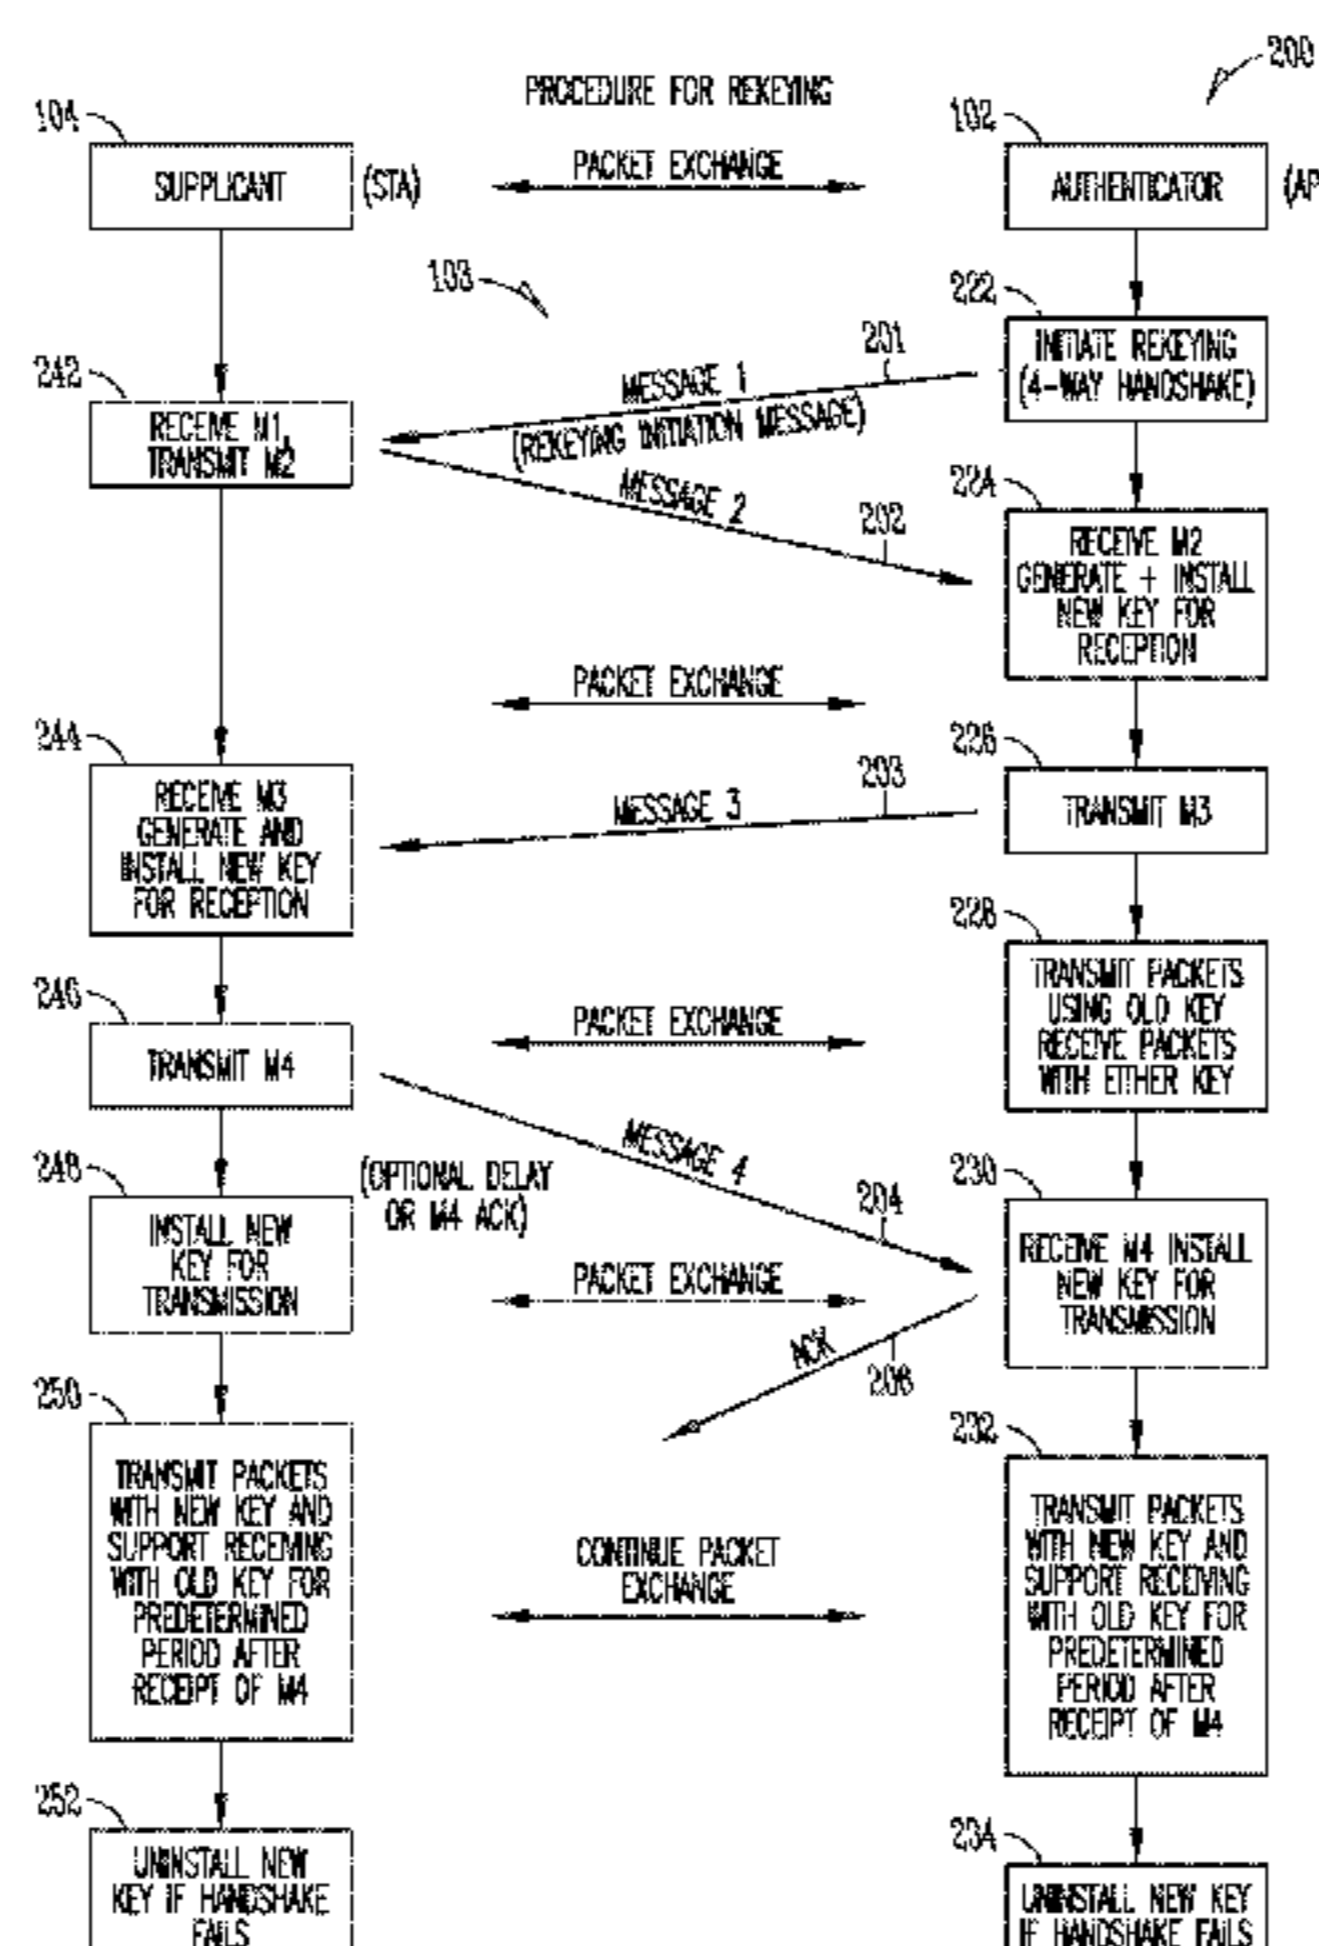 200
PROCEDURE FOR REKEYING
104
102
SUPPLICANT
(STA)
PACKET EXCHANGE
AUTHENTICATOR
(AP
103
222
INITIATE REKEYING
(4-WAY HANDSHAKE)
201
242
MESSAGE 1
(REKEYING INITIATION MESSAGE)
RECEIVE M1,
TRANSMIT M2
MESSAGE 2
202
224
RECEIVE M2
GENERATE + INSTALL
NEW KEY FOR
RECEPTION
PACKET EXCHANGE
244
226
RECEIVE M3
GENERATE AND
INSTALL NEW KEY
FOR RECEPTION
MESSAGE 3
203
TRANSMIT M3
228
TRANSMIT PACKETS
USING OLD KEY
RECEIVE PACKETS
WITH EITHER KEY
246
TRANSMIT M4
PACKET EXCHANGE
MESSAGE 4
204
248
(OPTIONAL DELAY
OR M4 ACK)
INSTALL NEW
KEY FOR
TRANSMISSION
230
RECEIVE M4 INSTALL
NEW KEY FOR
TRANSMISSION
PACKET EXCHANGE
ACK
206
250
232
TRANSMIT PACKETS
WITH NEW KEY AND
SUPPORT RECEIVING
WITH OLD KEY FOR
PREDETERMINED
PERIOD AFTER
RECEIPT OF M4
CONTINUE PACKET
EXCHANGE
TRANSMIT PACKETS
WITH NEW KEY AND
SUPPORT RECEIVING
WITH OLD KEY FOR
PREDETERMINED
PERIOD AFTER
RECEIPT OF M4
252
234
UNINSTALL NEW
KEY IF HANDSHAKE
FAILS
UNINSTALL NEW KEY
IF HANDSHAKE FAILS